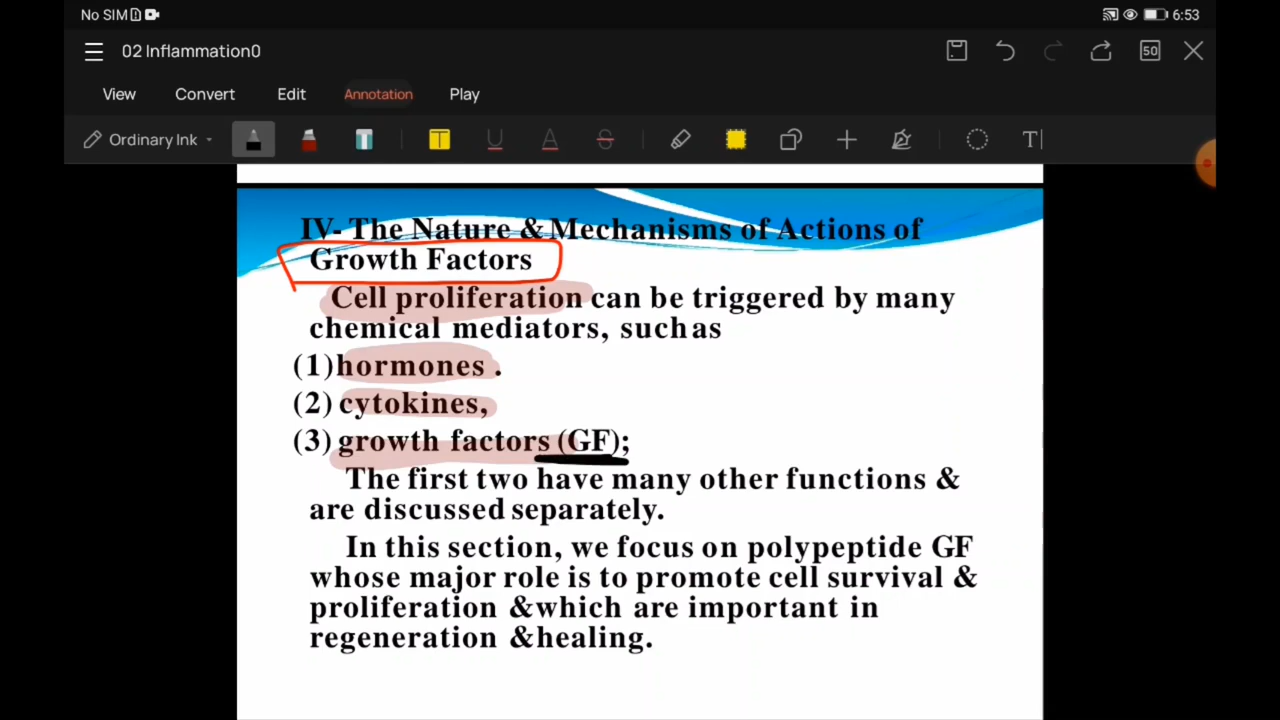 No SIM 6:53
02 Inflammation0 50
View Convert Edit Annotation Play
Ordinary Ink T
IV- The Nature & Mechanisms of Actions of
Growth Factors
Cell proliferation can be triggered by many
chemical mediators, such as
(1) hormones .
(2) cytokines,
(3) growth factors (GF);
The first two have many other functions &
are discussed separately.
In this section, we focus on polypeptide GF
whose major role is to promote cell survival &
proliferation &which are important in
regeneration &healing.